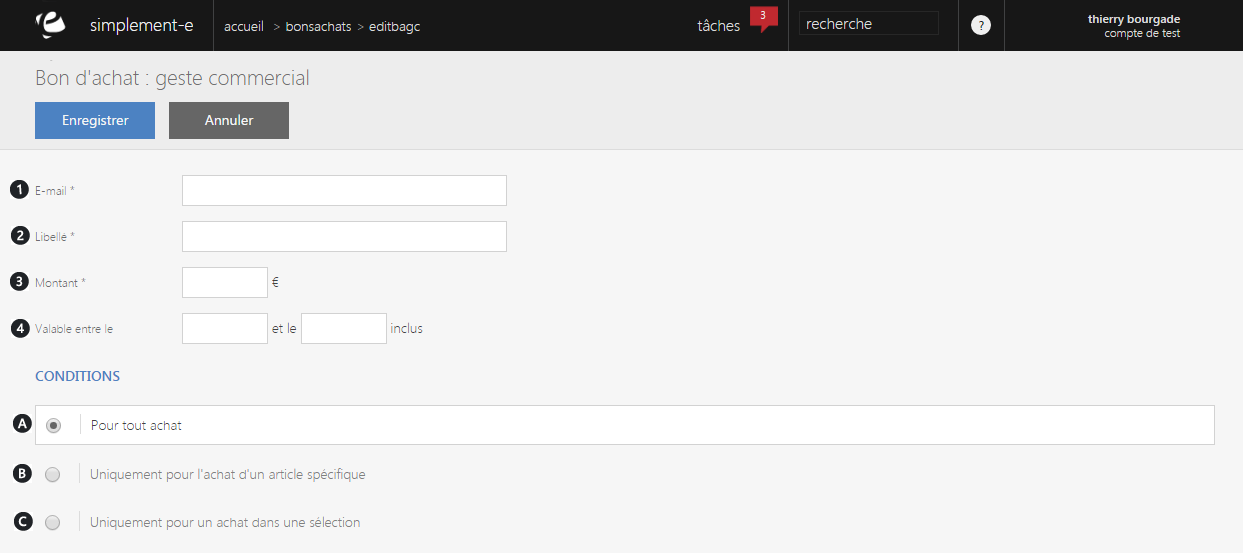 simplement-e accueil > bonsachats > editbagc tâches 3 recherche ? thierry bourgade
compte de test
Bon d'achat : geste commercial
Enregistrer Annuler
1 E-mail *
2 Libellé *
3 Montant * €
4 Valable entre le et le inclus
CONDITIONS
A Pour tout achat
B Uniquement pour l'achat d'un article spécifique
C Uniquement pour un achat dans une sélection